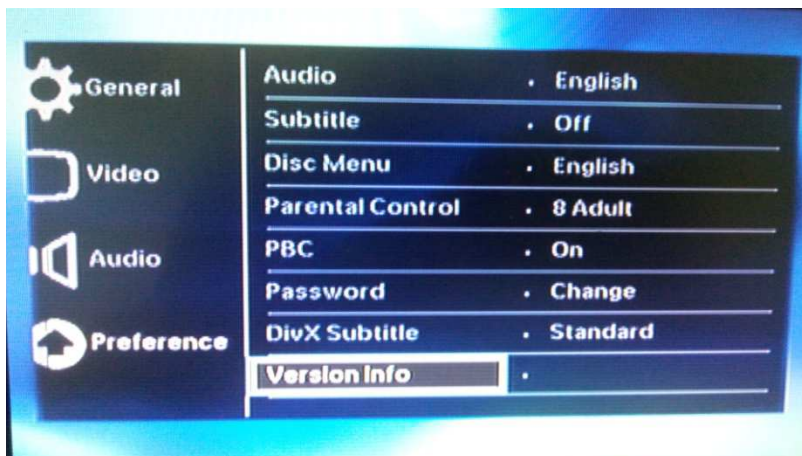 General
Video
Audio
Preference
Audio · English
Subtitle · Off
Disc Menu · English
Parental Control · 8 Adult
PBC · On
Password · Change
DivX Subtitle · Standard
Version Info ·